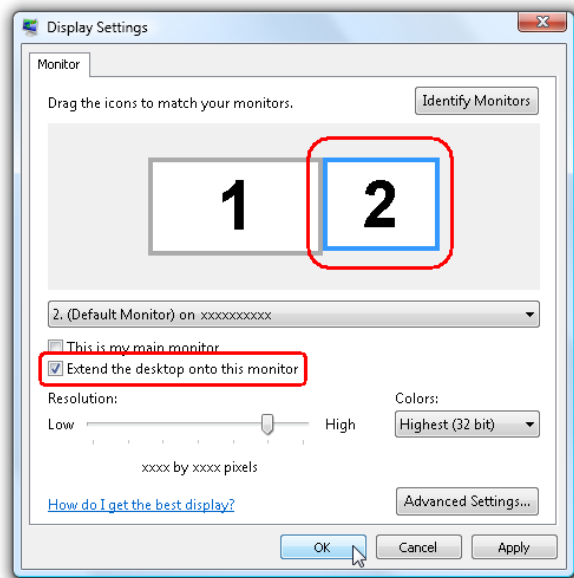 Display Settings
Monitor
Drag the icons to match your monitors.
Identify Monitors
1
2
2. (Default Monitor) on xxxxxxxxxx
This is my main monitor
Extend the desktop onto this monitor
Resolution:
Colors:
Low
High
Highest (32 bit)
xxxx by xxxx pixels
How do I get the best display?
Advanced Settings...
OK
Cancel
Apply